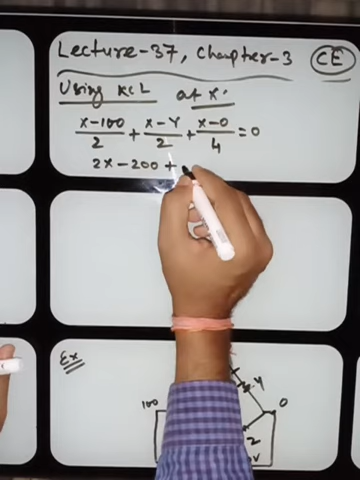 Lecture-37, Chapter-3 CE
Using KCL at X:
X-100/2 + X-Y/2 + X-0/4 = 0
2X-200 +
Ex
100
0
4
2
V